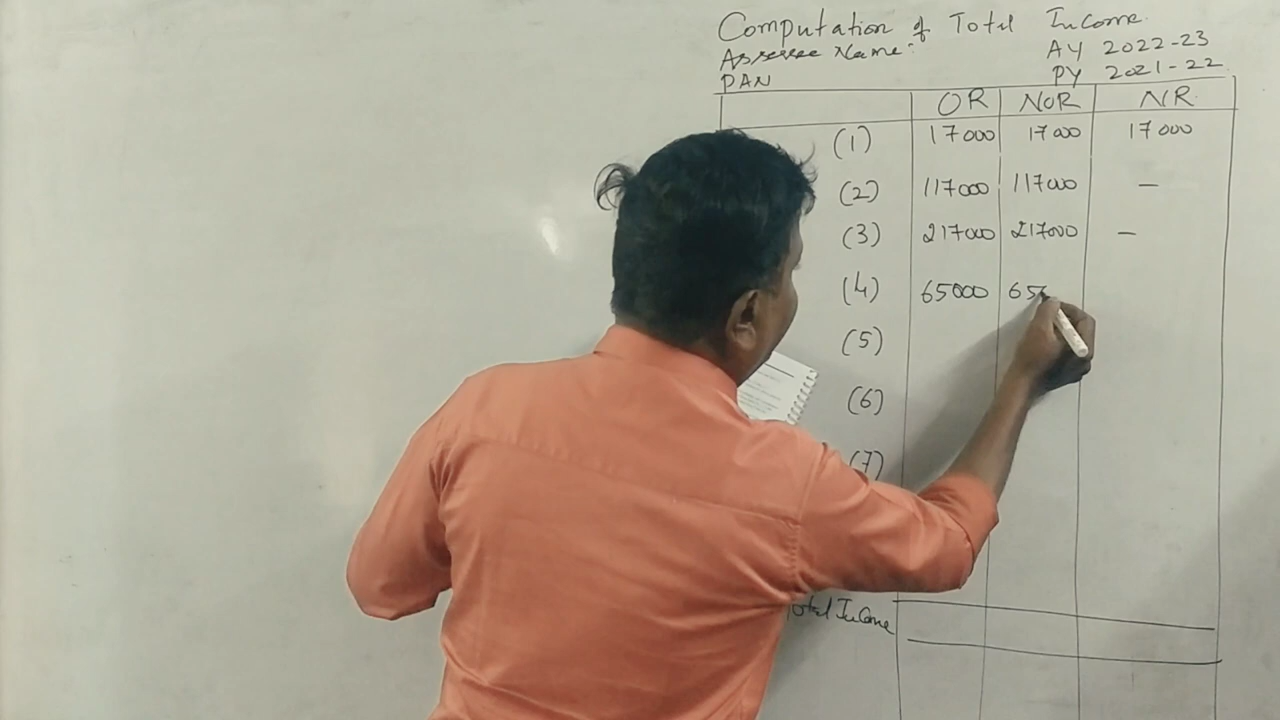 Computation of Total Income
Assessee Name:
AY 2022-23
PAN
PY 2021-22
OR NOR NR
(1) 17000 17000 17000
(2) 117000 117000 —
(3) 217000 217000 —
(4) 65000 65
(5)
(6)
(7)
Total Income